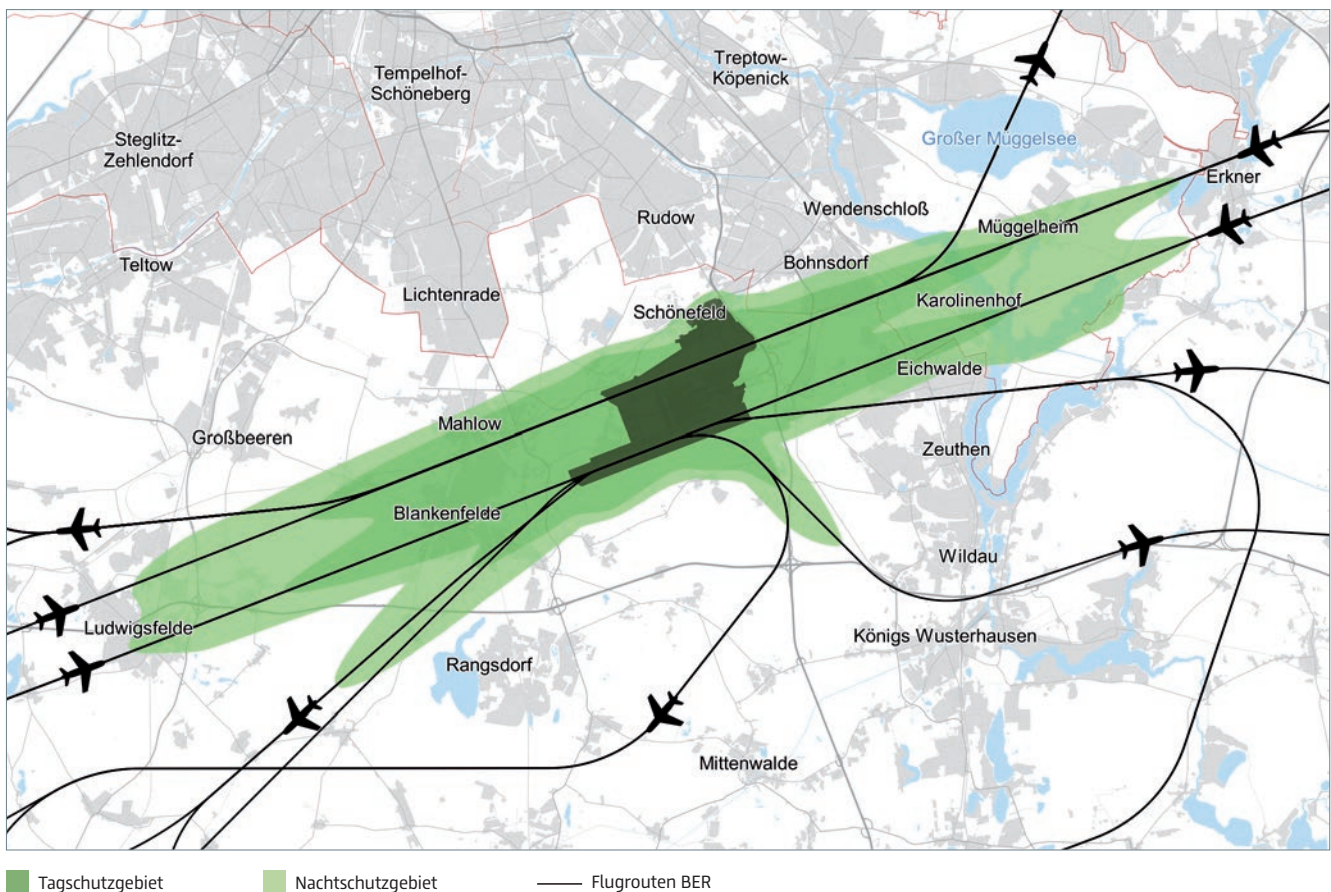 Treptow-
Köpenick
Tempelhof-
Schöneberg
Steglitz-
Zehlendorf
Großer Müggelsee
Erkner
Wendenschloß
Rudow
Müggelheim
Teltow
Bohnsdorf
Lichtenrade
Karolinenhof
Schönefeld
Eichwalde
Mahlow
Großbeeren
Zeuthen
Blankenfelde
Wildau
Ludwigsfelde
Königs Wusterhausen
Rangsdorf
Mittenwalde
Tagschutzgebiet
Nachtschutzgebiet
Flugrouten BER